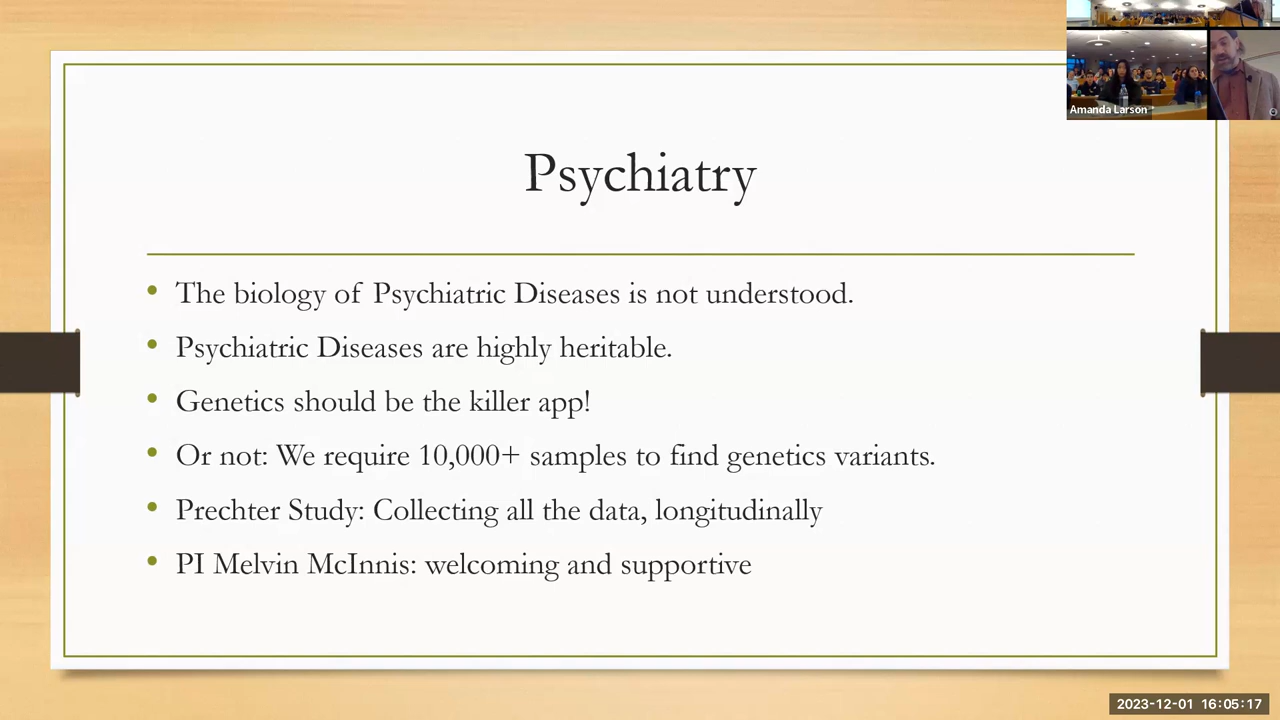 Amanda Larson
Psychiatry
The biology of Psychiatric Diseases is not understood.
Psychiatric Diseases are highly heritable.
Genetics should be the killer app!
Or not: We require 10,000+ samples to find genetics variants.
Prechter Study: Collecting all the data, longitudinally
PI Melvin McInnis: welcoming and supportive
2023-12-01 16:05:17